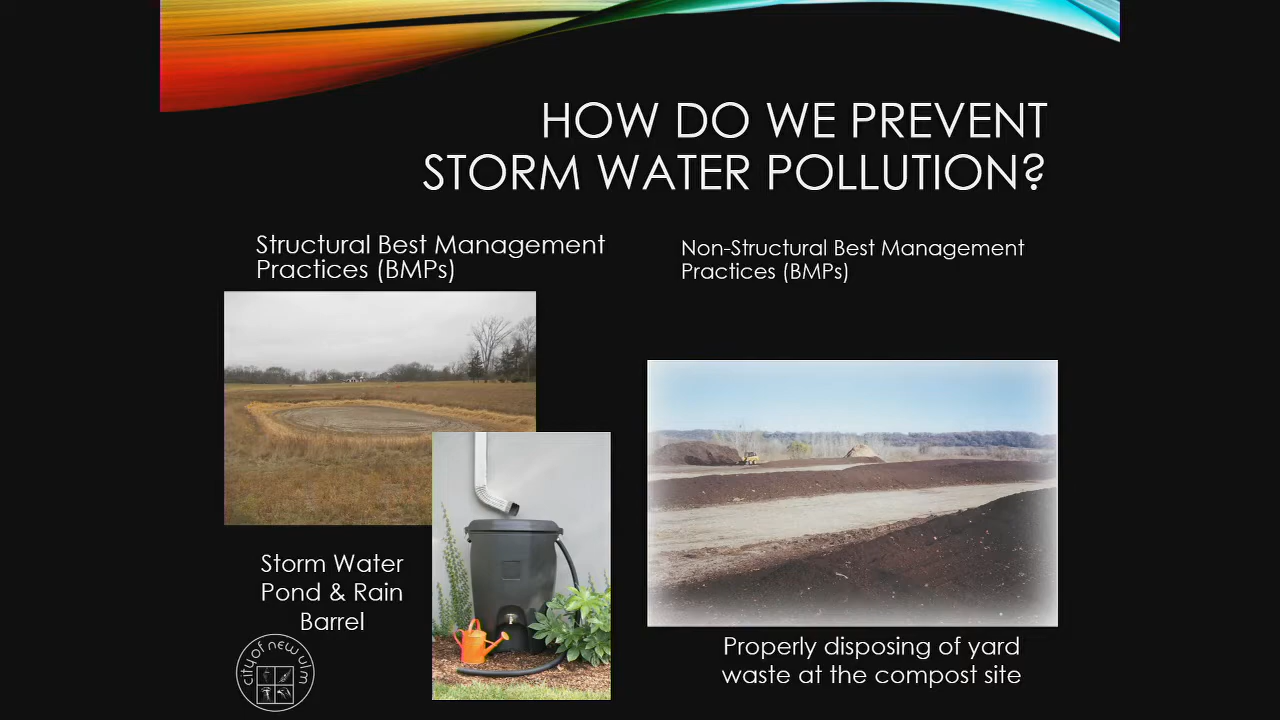 HOW DO WE PREVENT
STORM WATER POLLUTION?
Structural Best Management
Practices (BMPs)
Non-Structural Best Management
Practices (BMPs)
Storm Water
Pond & Rain
Barrel
Properly disposing of yard
waste at the compost site
city of new ulm